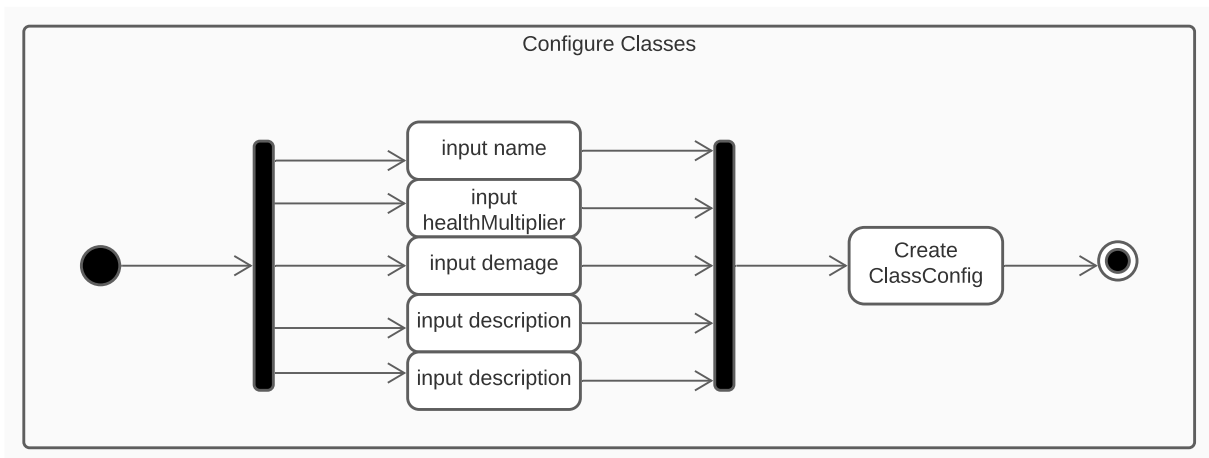 Configure Classes
input name
input
healthMultiplier
input demage
input description
input description
Create
ClassConfig